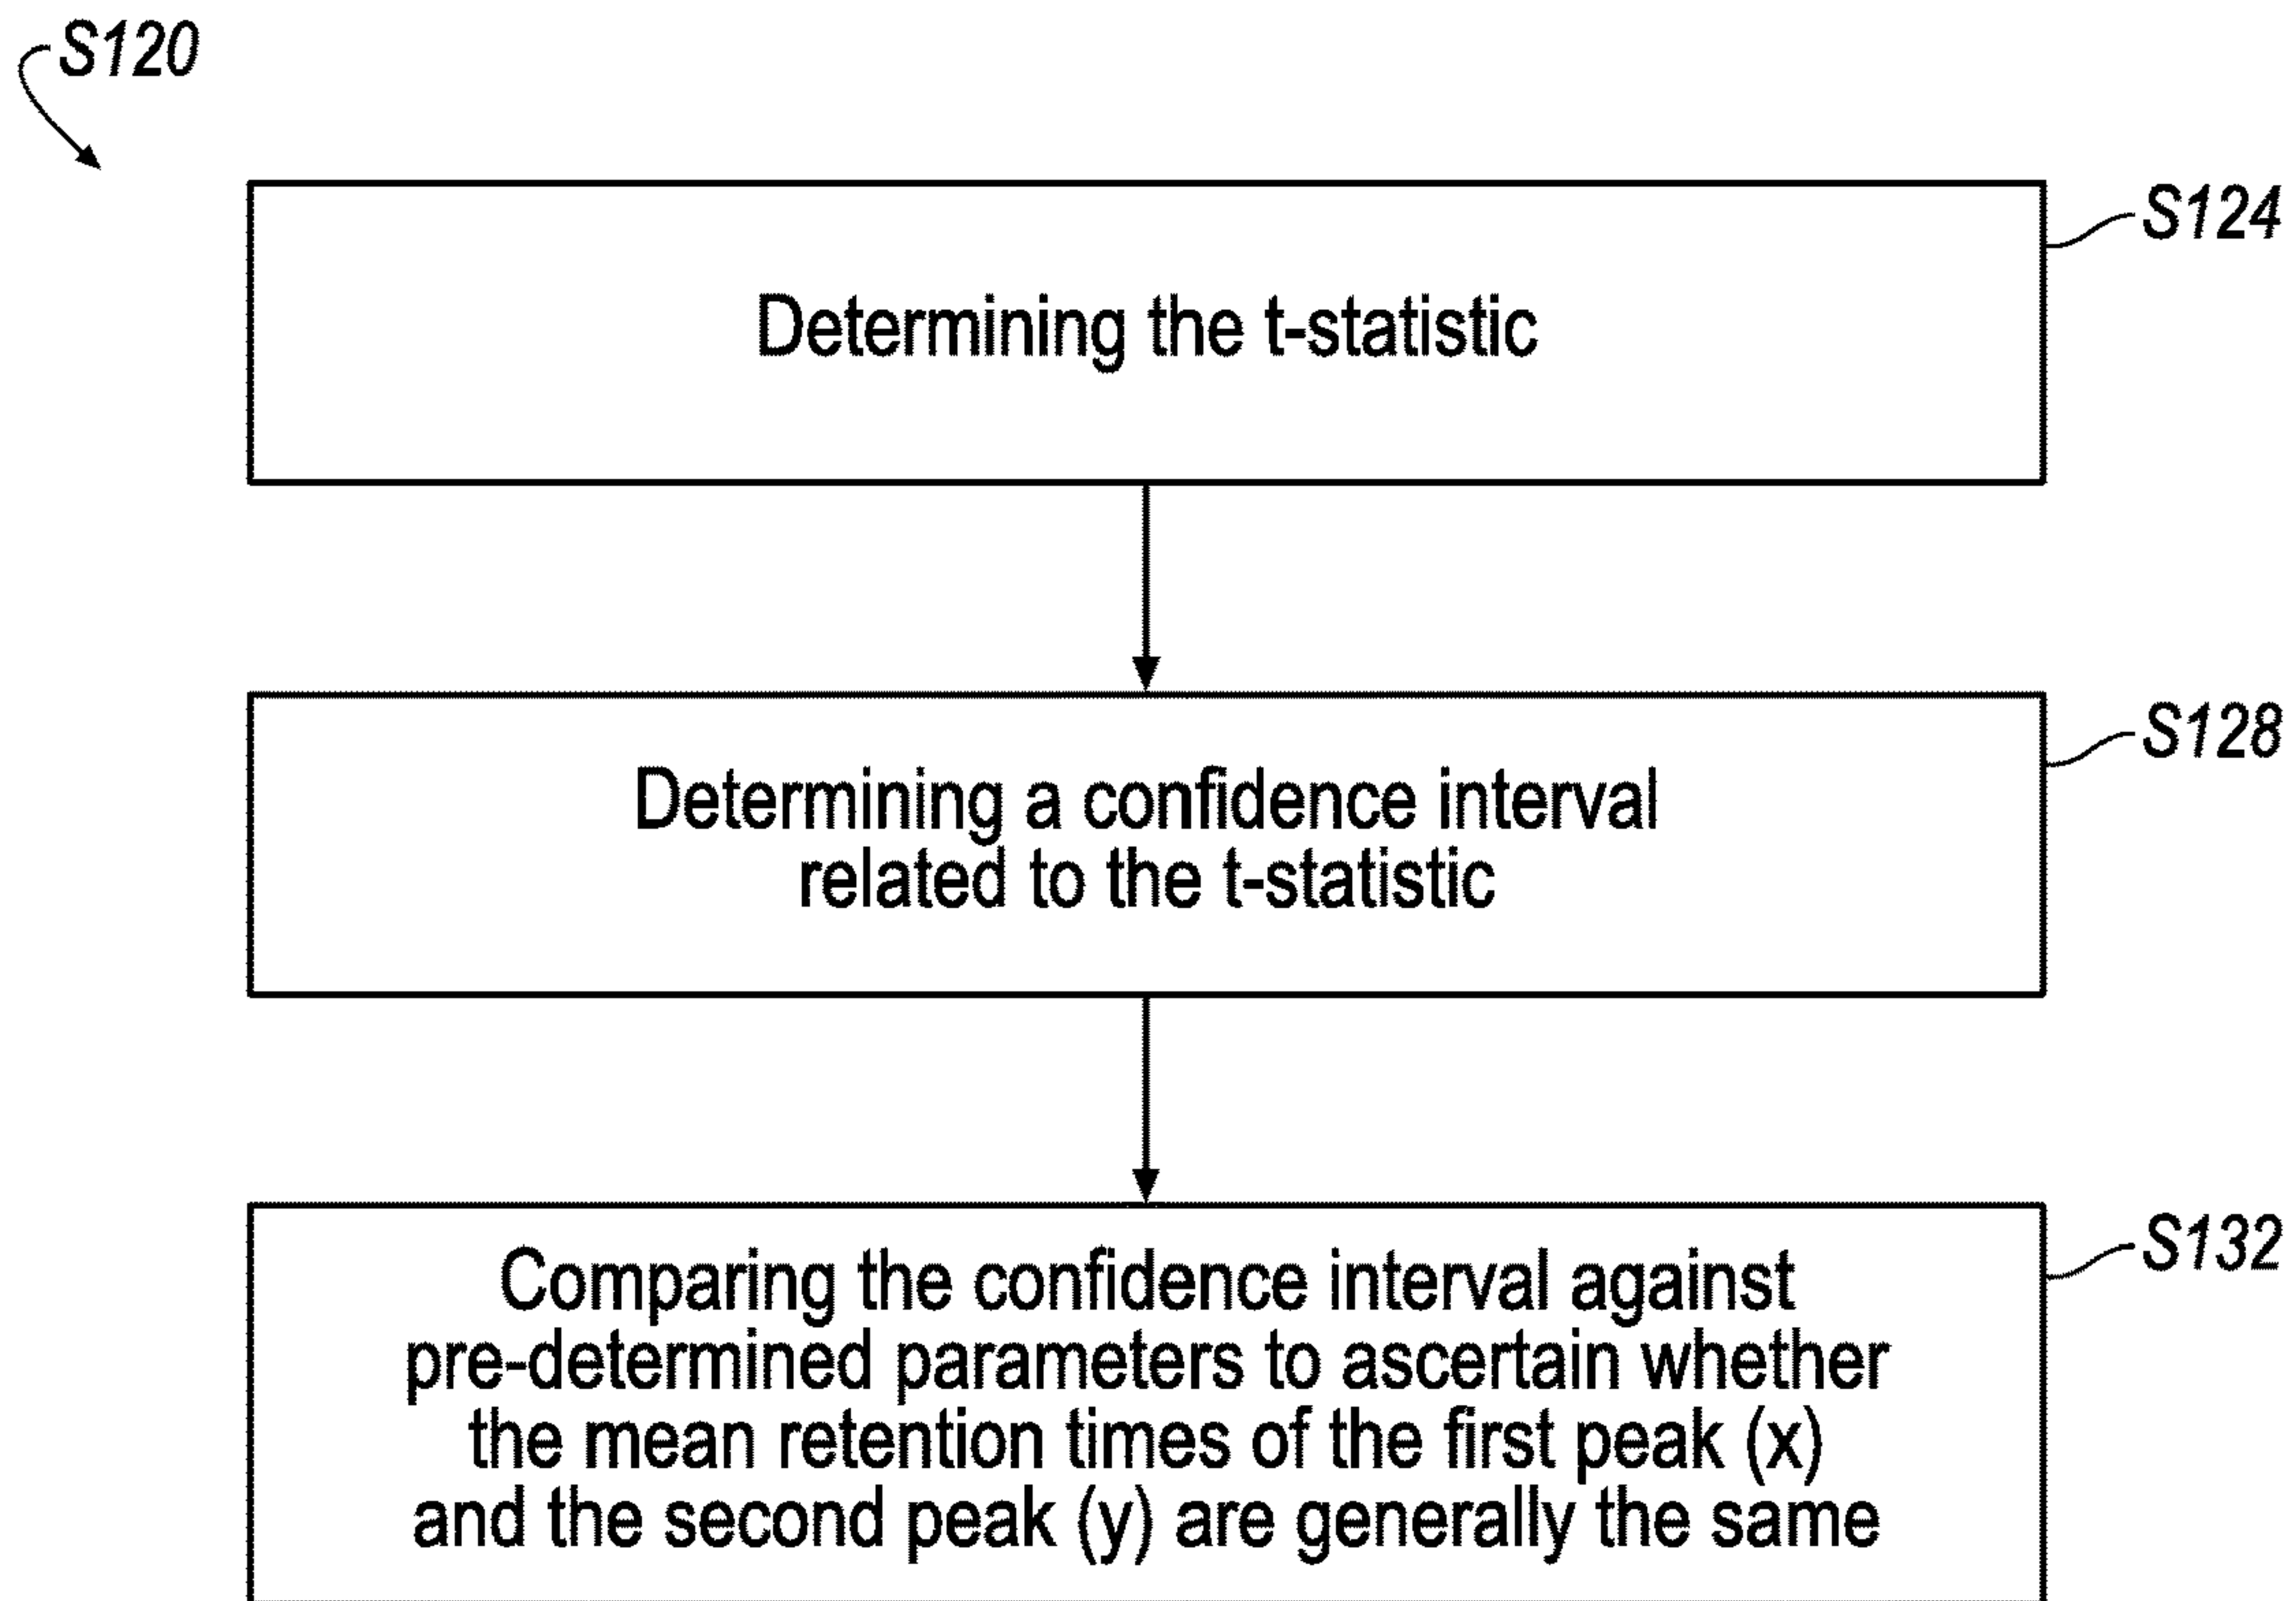 S120
S124
Determining the t-statistic
S128
Determining a confidence interval
related to the t-statistic
S132
Comparing the confidence interval against
pre-determined parameters to ascertain whether
the mean retention times of the first peak (x)
and the second peak (y) are generally the same